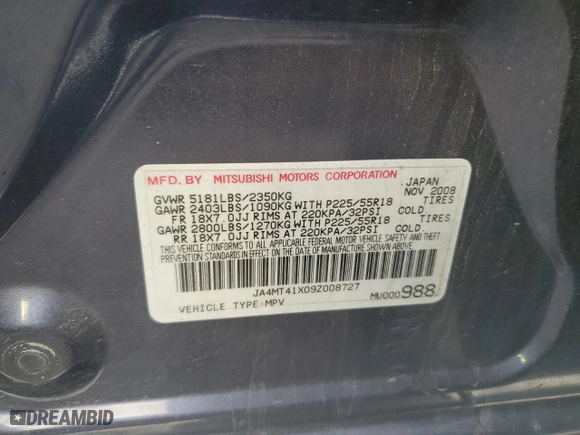 MFD. BY MITSUBISHI MOTORS CORPORATION JAPAN
GVWR 5181LBS/2350KG NOV 2008
GAWR 2403LBS/1090KG WITH P225/55R18 TIRES
FR 18X7.0JJ RIMS AT 220KPA/32PSI COLD
GAWR 2800LBS/1270KG WITH P225/55R18 TIRES
RR 18X7.0JJ RIMS AT 220KPA/32PSI COLD
THIS VEHICLE CONFORMS TO ALL APPLICABLE FEDERAL MOTOR VEHICLE SAFETY AND THEFT
PREVENTION STANDARDS IN EFFECT ON THE DATE OF MANUFACTURE SHOWN ABOVE.
JA4MT41X09Z008727
VEHICLE TYPE:MPV MU000988
DREAMBID